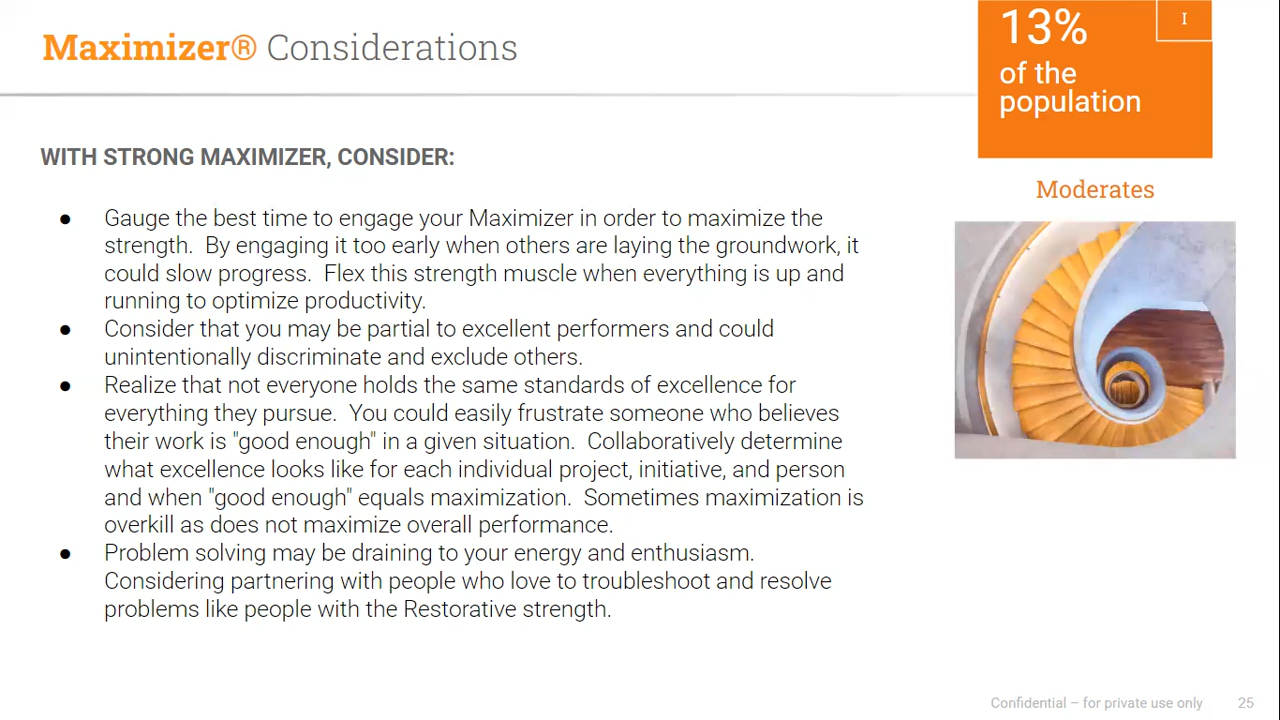 Maximizer® Considerations
13%
I
of the
population
WITH STRONG MAXIMIZER, CONSIDER:
Moderates
● Gauge the best time to engage your Maximizer in order to maximize the
strength.  By engaging it too early when others are laying the groundwork, it
could slow progress.  Flex this strength muscle when everything is up and
running to optimize productivity.
● Consider that you may be partial to excellent performers and could
unintentionally discriminate and exclude others.
● Realize that not everyone holds the same standards of excellence for
everything they pursue.  You could easily frustrate someone who believes
their work is "good enough" in a given situation.  Collaboratively determine
what excellence looks like for each individual project, initiative, and person
and when "good enough" equals maximization.  Sometimes maximization is
overkill as does not maximize overall performance.
● Problem solving may be draining to your energy and enthusiasm.
Considering partnering with people who love to troubleshoot and resolve
problems like people with the Restorative strength.
Confidential – for private use only 25